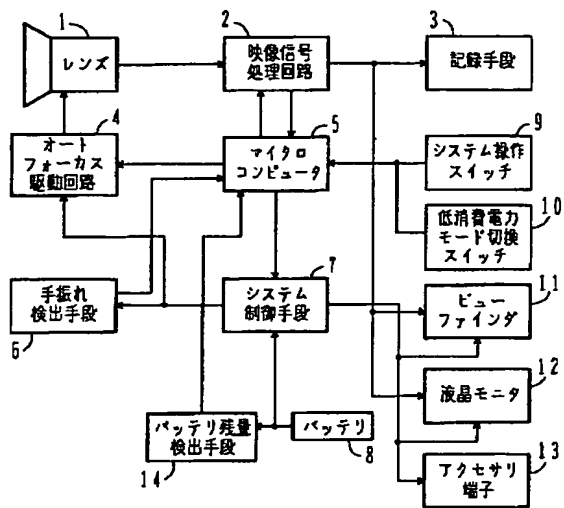 1
レンズ
2
映像信号
処理回路
3
記録手段
4
オート
フォーカス
駆動回路
5
マイクロ
コンピュータ
9
システム操作
スイッチ
10
低消費電力
モード切換
スイッチ
6
手振れ
検出手段
7
システム
制御手段
11
ビュー
ファインダ
12
液晶モニタ
14
バッテリ残量
検出手段
8
バッテリ
13
アクセサリ
端子